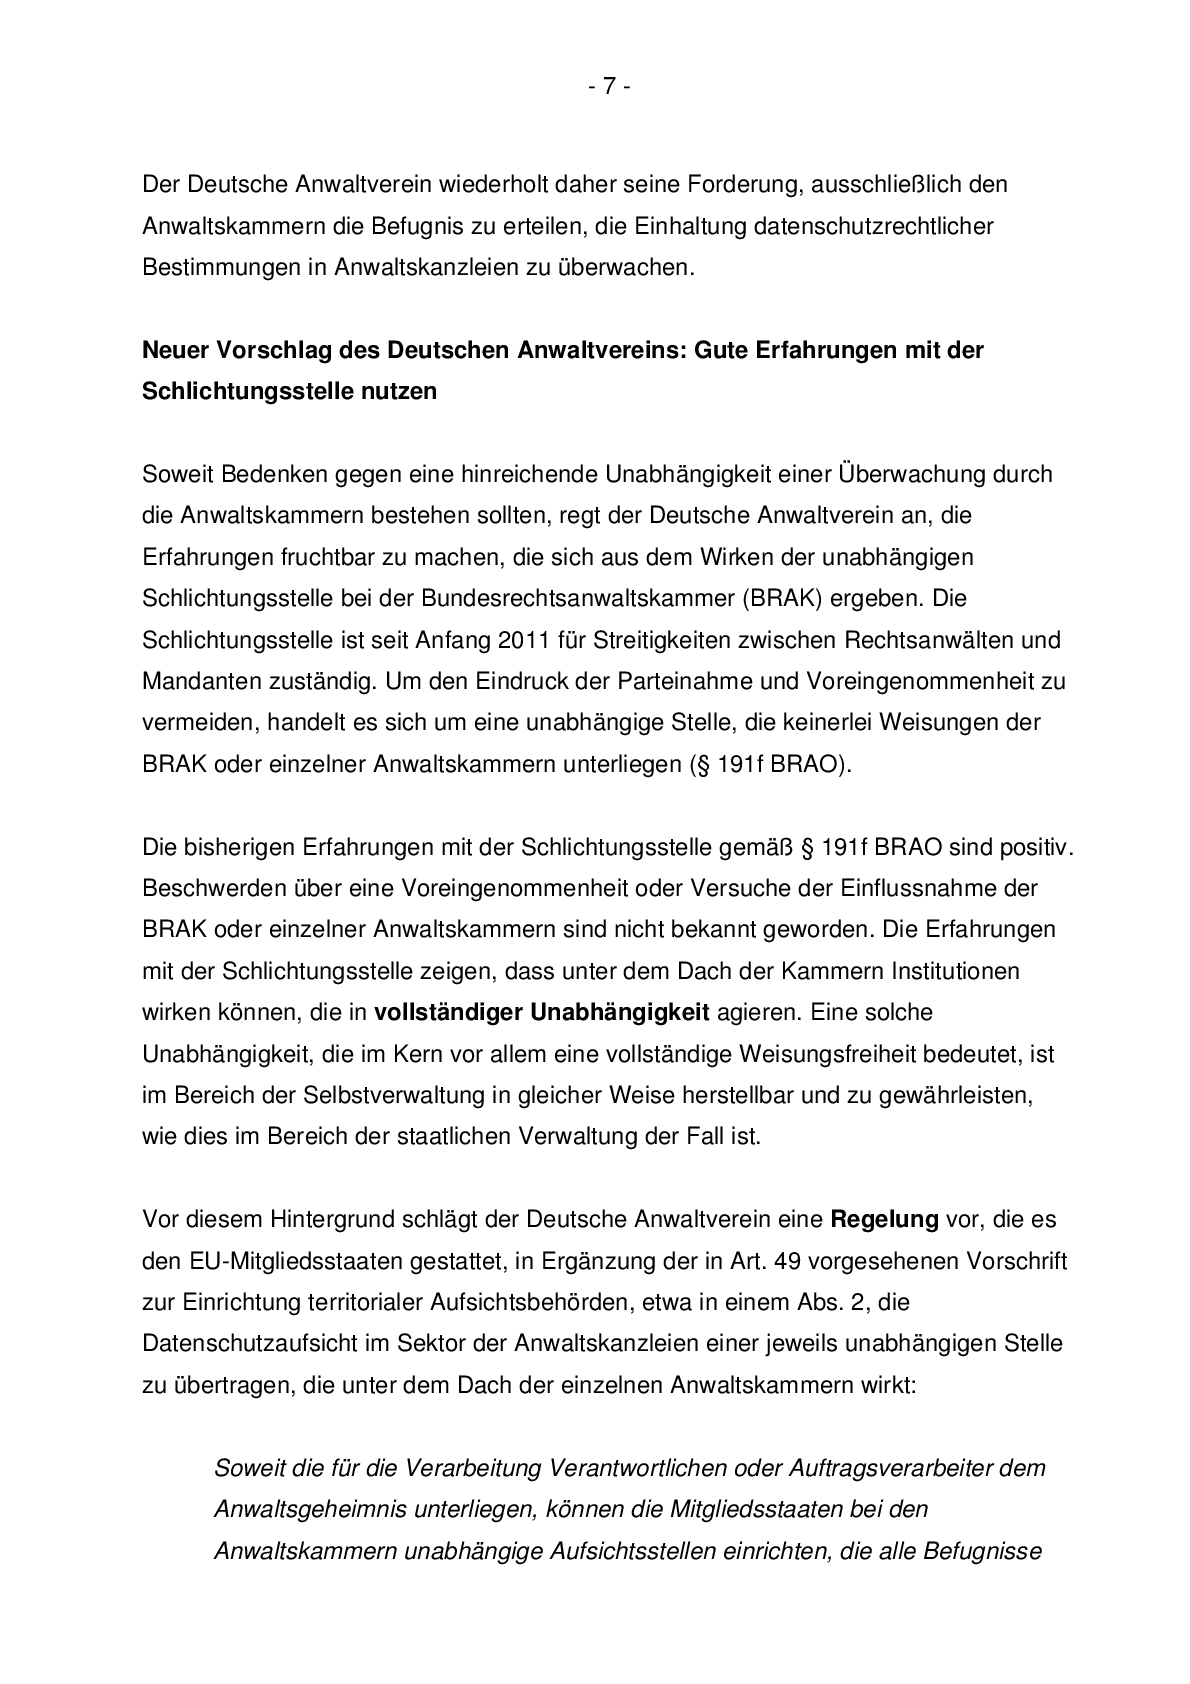 - 7 -
Der Deutsche Anwaltverein wiederholt daher seine Forderung, ausschließlich den
Anwaltskammern die Befugnis zu erteilen, die Einhaltung datenschutzrechtlicher
Bestimmungen in Anwaltskanzleien zu überwachen.
Neuer Vorschlag des Deutschen Anwaltvereins: Gute Erfahrungen mit der
Schlichtungsstelle nutzen
Soweit Bedenken gegen eine hinreichende Unabhängigkeit einer Überwachung durch
die Anwaltskammern bestehen sollten, regt der Deutsche Anwaltverein an, die
Erfahrungen fruchtbar zu machen, die sich aus dem Wirken der unabhängigen
Schlichtungsstelle bei der Bundesrechtsanwaltskammer (BRAK) ergeben. Die
Schlichtungsstelle ist seit Anfang 2011 für Streitigkeiten zwischen Rechtsanwälten und
Mandanten zuständig. Um den Eindruck der Parteinahme und Voreingenommenheit zu
vermeiden, handelt es sich um eine unabhängige Stelle, die keinerlei Weisungen der
BRAK oder einzelner Anwaltskammern unterliegen (§ 191f BRAO).
Die bisherigen Erfahrungen mit der Schlichtungsstelle gemäß § 191f BRAO sind positiv.
Beschwerden über eine Voreingenommenheit oder Versuche der Einflussnahme der
BRAK oder einzelner Anwaltskammern sind nicht bekannt geworden. Die Erfahrungen
mit der Schlichtungsstelle zeigen, dass unter dem Dach der Kammern Institutionen
wirken können, die in vollständiger Unabhängigkeit agieren. Eine solche
Unabhängigkeit, die im Kern vor allem eine vollständige Weisungsfreiheit bedeutet, ist
im Bereich der Selbstverwaltung in gleicher Weise herstellbar und zu gewährleisten,
wie dies im Bereich der staatlichen Verwaltung der Fall ist.
Vor diesem Hintergrund schlägt der Deutsche Anwaltverein eine Regelung vor, die es
den EU-Mitgliedsstaaten gestattet, in Ergänzung der in Art. 49 vorgesehenen Vorschrift
zur Einrichtung territorialer Aufsichtsbehörden, etwa in einem Abs. 2, die
Datenschutzaufsicht im Sektor der Anwaltskanzleien einer jeweils unabhängigen Stelle
zu übertragen, die unter dem Dach der einzelnen Anwaltskammern wirkt:
Soweit die für die Verarbeitung Verantwortlichen oder Auftragsverarbeiter dem
Anwaltsgeheimnis unterliegen, können die Mitgliedsstaaten bei den
Anwaltskammern unabhängige Aufsichtsstellen einrichten, die alle Befugnisse